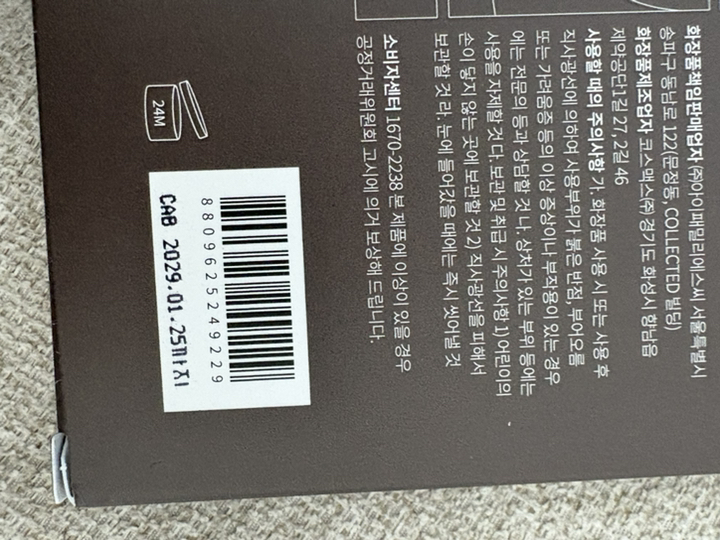 화장품책임판매업자 ㈜아이패밀리에스씨 서울특별시
송파구 동남로 122(문정동, COLLECTED 빌딩)
화장품제조업자 코스맥스㈜ 경기도 화성시 향남읍
제약공단1길 27, 2길 46
사용할 때의 주의사항 가. 화장품 사용 시 또는 사용 후
직사광선에 의하여 사용부위가 붉은 반점, 부어오름
또는 가려움증 등의 이상 증상이나 부작용이 있는 경우
에는 전문의 등과 상담할 것 나. 상처가 있는 부위 등에는
사용을 자제할 것 다. 보관 및 취급 시 주의사항 1)어린이의
손이 닿지 않는 곳에 보관할 것 2) 직사광선을 피해서
보관할 것 라. 눈에 들어갔을 때에는 즉시 씻어낼 것
소비자센터 1670-2238 본 제품에 이상이 있을 경우
공정거래위원회 고시에 의거 보상해 드립니다.
24M
8809625249229
CAB 2029.01.25까지